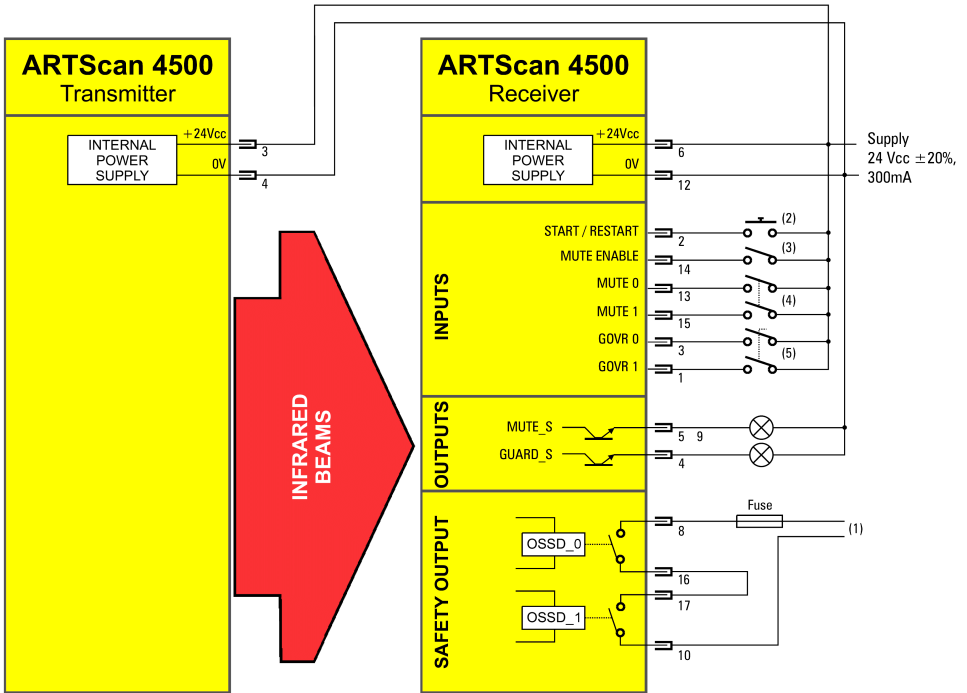 ARTScan 4500
Transmitter
INTERNAL
POWER
SUPPLY
+24Vcc
3
0V
4
INFRARED
BEAMS
ARTScan 4500
Receiver
INTERNAL
POWER
SUPPLY
+24Vcc
6
0V
12
Supply
24 Vcc ±20%,
300mA
INPUTS
START / RESTART
2
(2)
MUTE ENABLE
14
(3)
MUTE 0
13
MUTE 1
15
(4)
GOVR 0
3
GOVR 1
1
(5)
OUTPUTS
MUTE_S
5 9
GUARD_S
4
SAFETY OUTPUT
OSSD_0
8
Fuse
(1)
16
17
OSSD_1
10